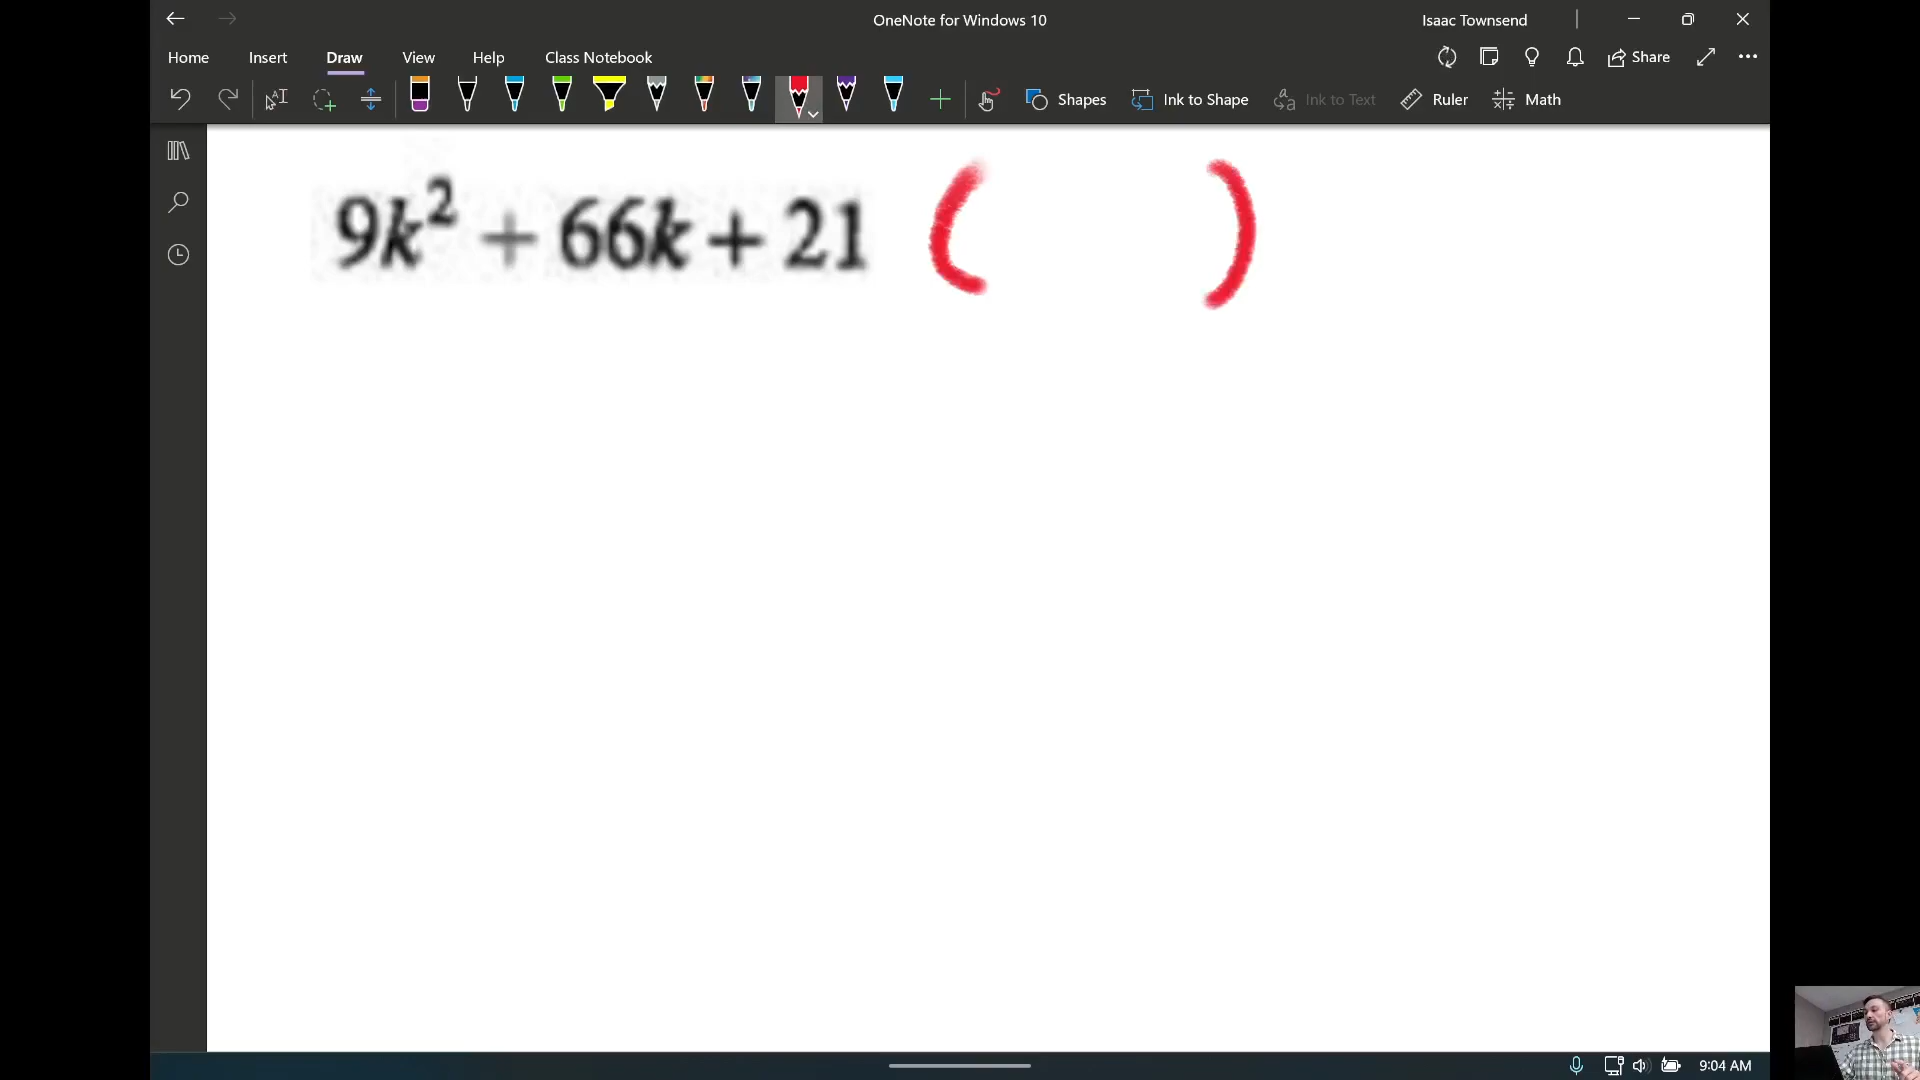 OneNote for Windows 10
Isaac Townsend
Home Insert Draw View Help Class Notebook
Share
Shapes Ink to Shape Ink to Text Ruler Math
9k² + 66k + 21 ( )
9:04 AM